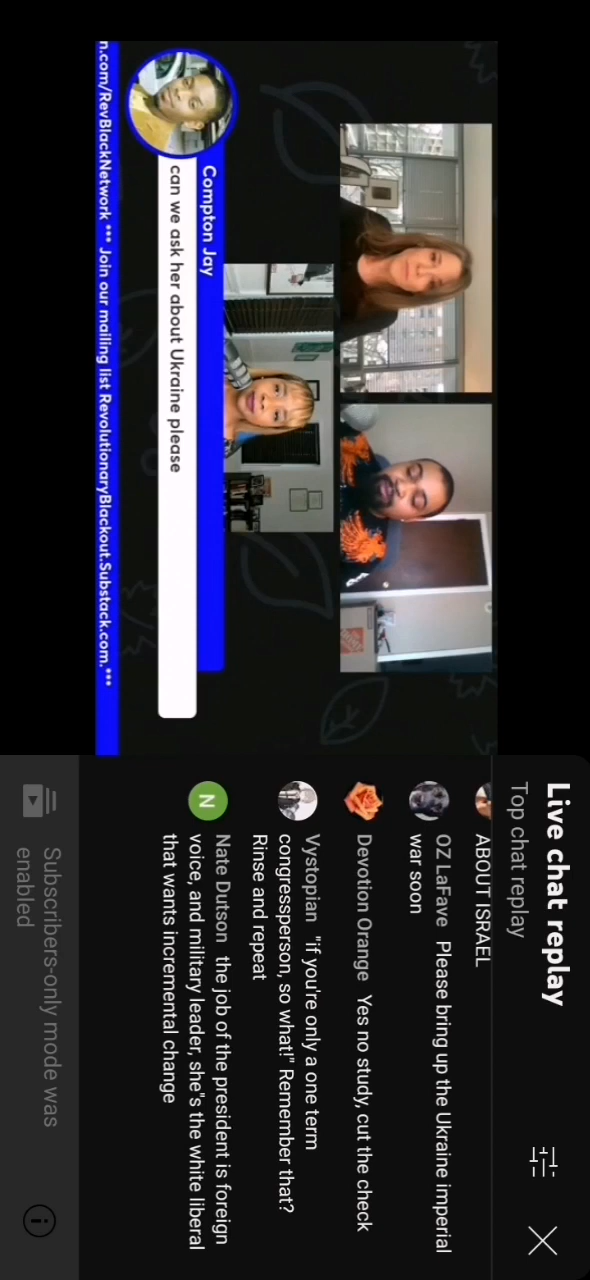 Compton Jay
can we ask her about Ukraine please
n.com/RevBlackNetwork *** Join our mailing list RevolutionaryBlackout.Substack.com. ***
Live chat replay
Top chat replay
ABOUT ISRAEL
OZ LaFave Please bring up the Ukraine imperial
war soon
Devotion Orange Yes no study, cut the check
Vystopian "if you're only a one term
congressperson, so what!" Remember that?
Rinse and repeat
N
Nate Dutson the job of the president is foreign
voice, and military leader, she"s the white liberal
that wants incremental change
Subscribers-only mode was
enabled